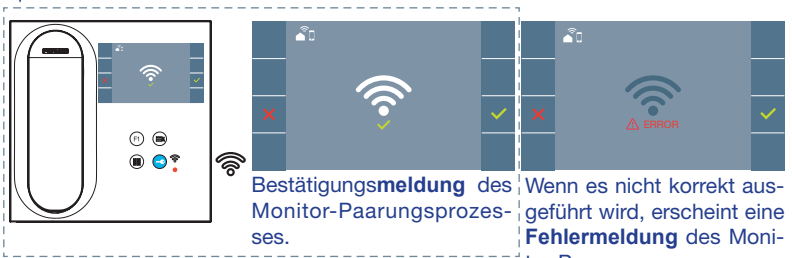 F1
ERROR
Bestätigungsmeldung des
Monitor-Paarungsprozes-
ses.
Wenn es nicht korrekt aus-
geführt wird, erscheint eine
Fehlermeldung des Moni-